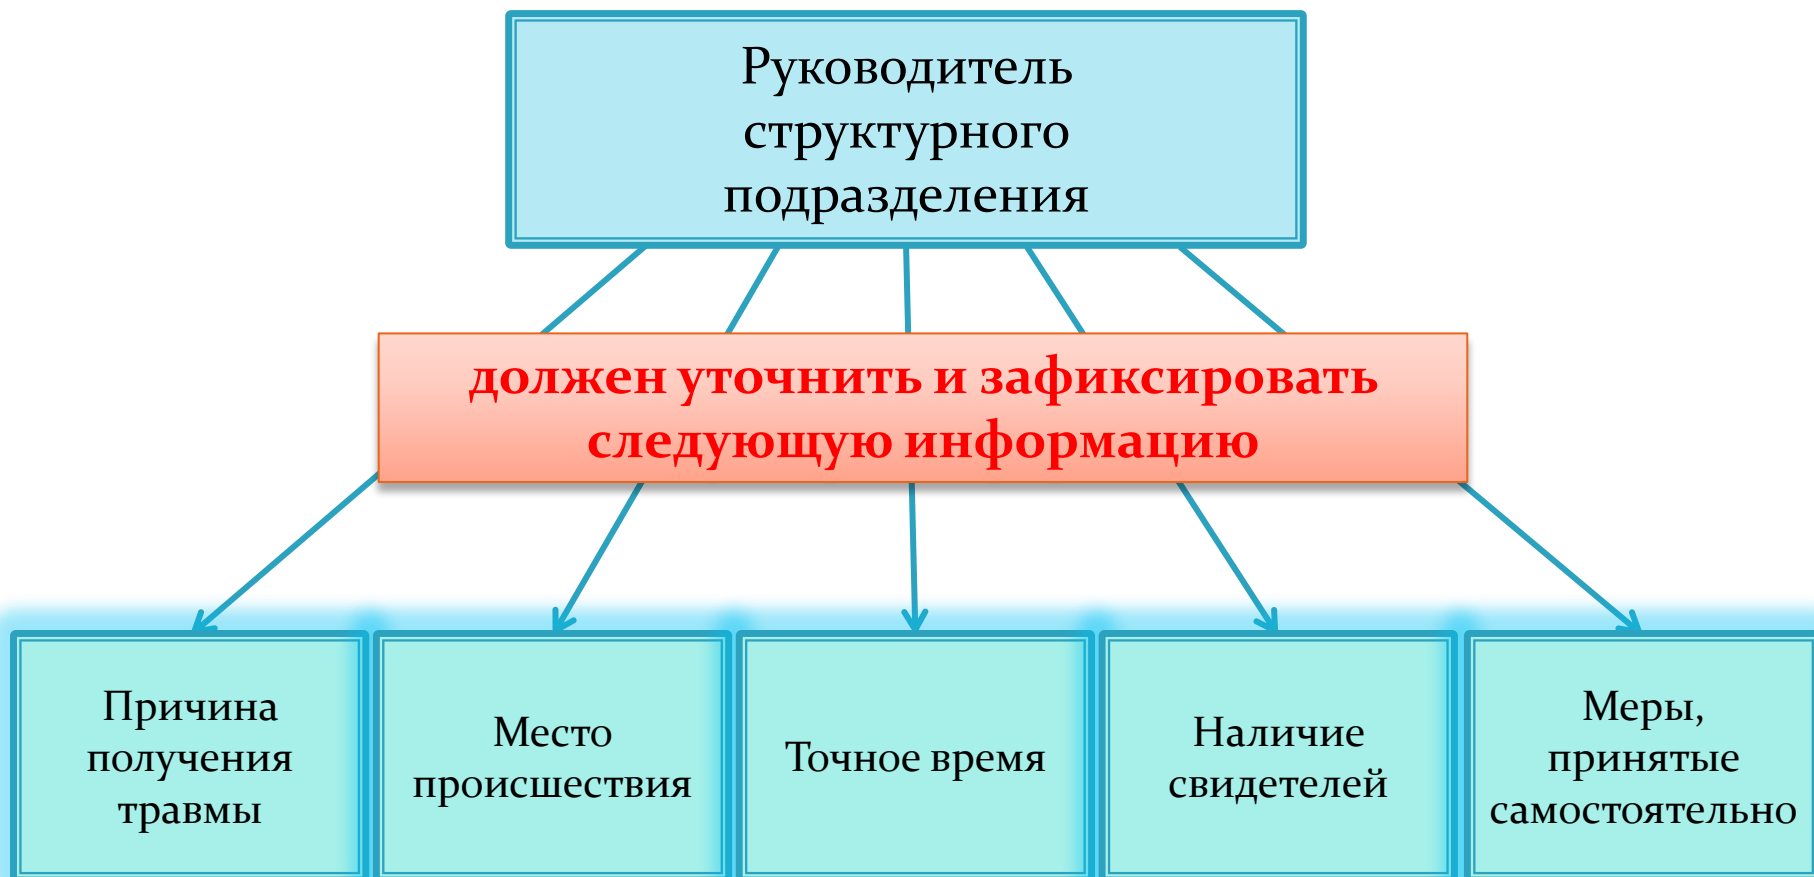 Руководитель
структурного
подразделения
должен уточнить и зафиксировать
следующую информацию
Причина
получения
травмы
Место
происшествия
Точное время
Наличие
свидетелей
Меры,
принятые
самостоятельно